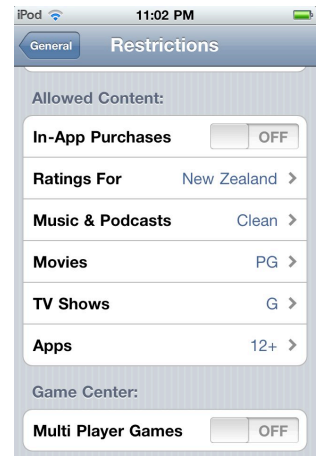 iPod 11:02 PM
General Restrictions
Allowed Content:
In-App Purchases OFF
Ratings For New Zealand
Music & Podcasts Clean
Movies PG
TV Shows G
Apps 12+
Game Center:
Multi Player Games OFF